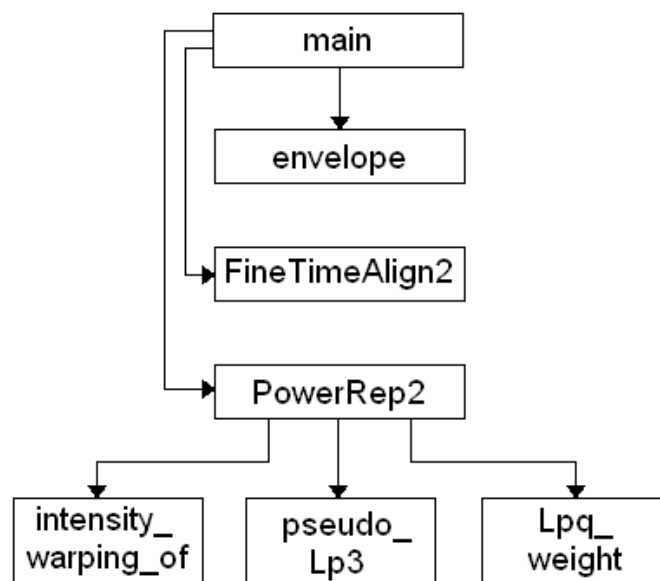 main
envelope
FineTimeAlign2
PowerRep2
intensity_
warping_of
pseudo_
Lp3
Lpq_
weight